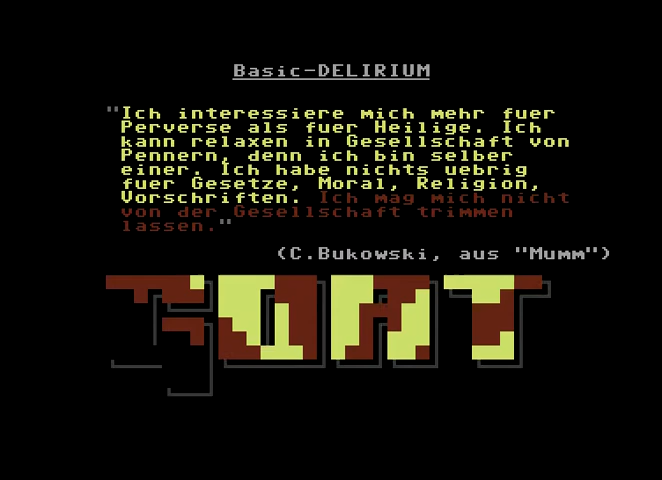 Basic-DELIRIUM
"Ich interessiere mich mehr fuer
Perverse als fuer Heilige. Ich
kann relaxen in Gesellschaft von
Pennern, denn ich bin selber
einer. Ich habe nichts uebrig
fuer Gesetze, Moral, Religion,
Vorschriften. Ich mag mich nicht
von der Gesellschaft trimmen
lassen."
(C.Bukowski, aus "Mumm")